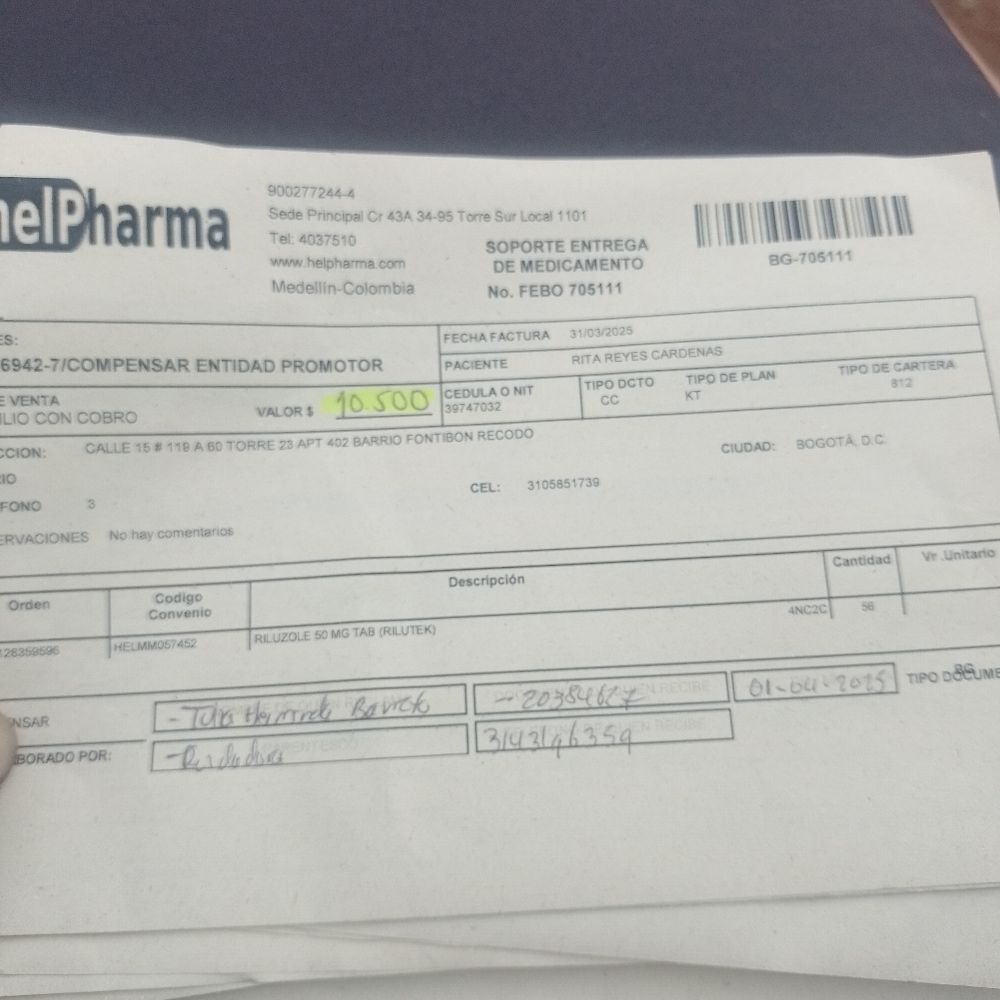 helPharma
900277244-4
Sede Principal Cr 43A 34-95 Torre Sur Local 1101
Tel: 4037510
www.helpharma.com
Medellín-Colombia
SOPORTE ENTREGA
DE MEDICAMENTO
No. FEBO 705111
BG-705111
ES:
6942-7/COMPENSAR ENTIDAD PROMOTOR
FECHA FACTURA 31/03/2025
PACIENTE RITA REYES CARDENAS
E VENTA
ILIO CON COBRO
VALOR $ 10.500
CEDULA O NIT
39747032
TIPO DCTO
CC
TIPO DE PLAN
KT
TIPO DE CARTERA
812
CCION: CALLE 15 # 119 A 60 TORRE 23 APT 402 BARRIO FONTIBON RECODO
CIUDAD: BOGOTÁ, D.C.
IO
FONO 3
CEL: 3105851739
ERVACIONES No hay comentarios
Orden Codigo Convenio Descripción Cantidad Vr .Unitario
128359596 HELMM057452 RILUZOLE 50 MG TAB (RILUTEK) 4NC2C 56
NSAR - 20384627 01-04-2025 TIPO DOCUME
BG
BORADO POR: 3143146359